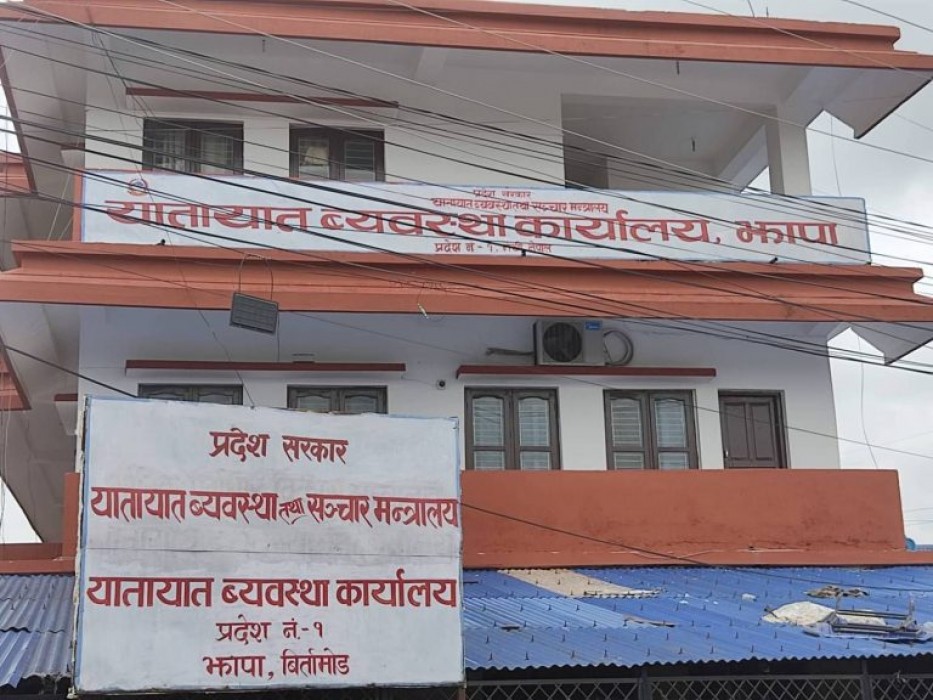 प्रदेश सरकार
यातायात ब्यवस्था तथा सञ्चार मन्त्रालय
यातायात ब्यवस्था कार्यालय, झापा
प्रदेश नं - १,
प्रदेश सरकार
यातायात ब्यवस्था तथा सञ्चार मन्त्रालय
यातायात ब्यवस्था कार्यालय
प्रदेश नं.-१
झापा, बिर्तामोड